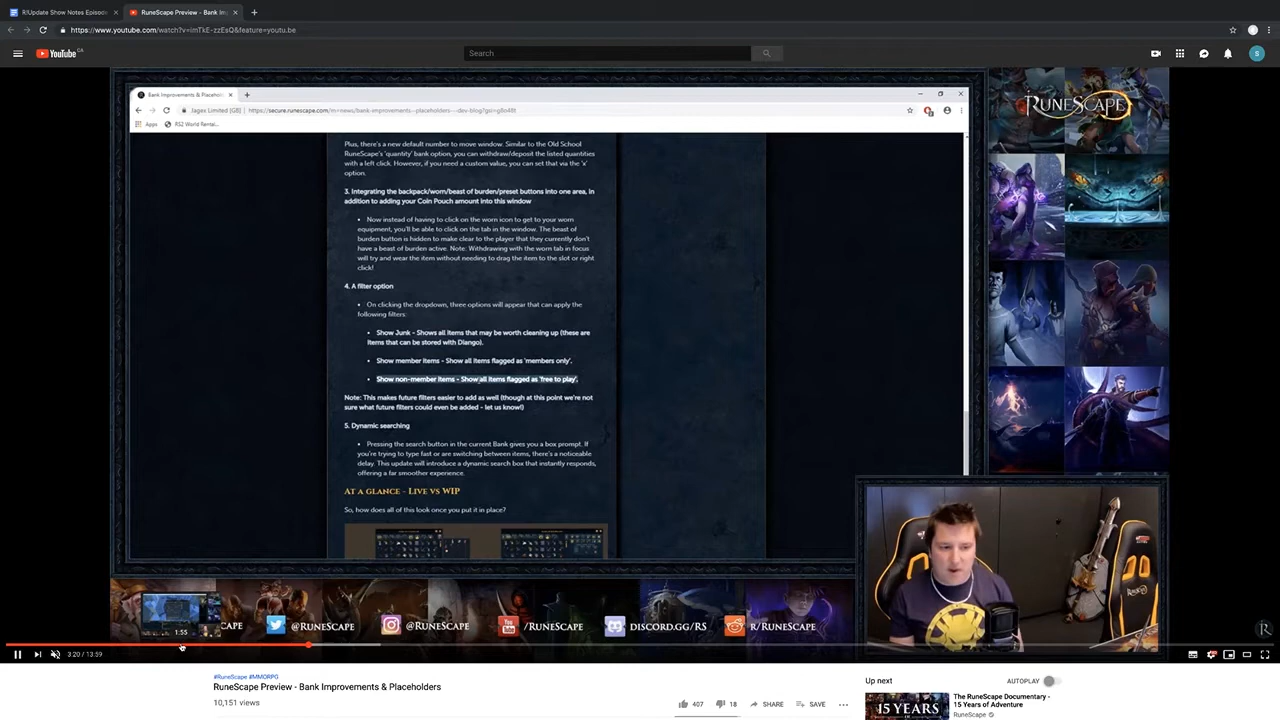 R/Update Show Notes Episode
RuneScape Preview - Bank Im
https://www.youtube.com/watch?v=imTkE-zzEsQ&feature=youtu.be
YouTube CA
Search
S
Bank Improvements & Placehol
Jagex Limited [GB] https://secure.runescape.com/m=news/bank-improvements--placeholders---dev-blog?gsi=g6o48t
Apps RS2 World Rental...
RuneScape
Plus, there's a new default number to move window. Similar to the Old School
RuneScape's 'quantity' bank option, you can withdraw/deposit the listed quantities
with a left click. However, if you need a custom value, you can set that via the 'x'
option.
3. Integrating the backpack/worn/beast of burden/preset buttons into one area, in
addition to adding your Coin Pouch amount into this window
• Now instead of having to click on the worn icon to get to your worn
equipment, you'll be able to click on the tab in the window. The beast of
burden button is hidden to make clear to the player that they currently don't
have a beast of burden active. Note: Withdrawing with the worn tab in focus
will try and wear the item without needing to drag the item to the slot or right
click!
4. A filter option
• On clicking the dropdown, three options will appear that can apply the
following filters:
• Show Junk - Shows all items that may be worth cleaning up (these are
items that can be stored with Diango).
• Show member items - Show all items flagged as 'members only'.
• Show non-member items - Show all items flagged as 'free to play'.
Note: This makes future filters easier to add as well (though at this point we're not
sure what future filters could even be added - let us know!)
5. Dynamic searching
• Pressing the search button in the current Bank gives you a box prompt. If
you're trying to type fast or are switching between items, there's a noticeable
delay. This update will introduce a dynamic search box that instantly responds,
offering a far smoother experience.
At a glance - Live vs WIP
So, how does all of this look once you put it in place?
CAPE @RUNESCAPE @RUNESCAPE /RUNESCAPE DISCORD.GG/RS R/RUNESCAPE
1:55
3:20 / 13:59
#RuneScape #MMORPG
RuneScape Preview - Bank Improvements & Placeholders
10,151 views
407 18 SHARE SAVE
Up next
AUTOPLAY
15 YEARS
The RuneScape Documentary -
15 Years of Adventure
RuneScape